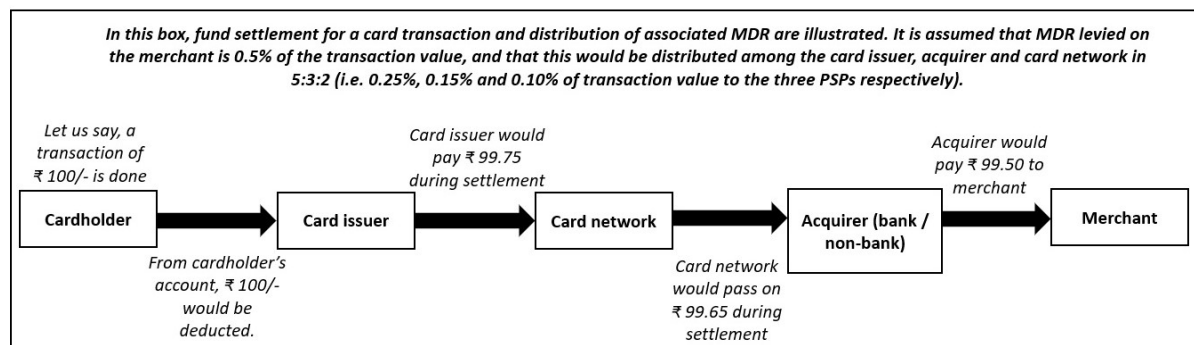 In this box, fund settlement for a card transaction and distribution of associated MDR are illustrated. It is assumed that MDR levied on
the merchant is 0.5% of the transaction value, and that this would be distributed among the card issuer, acquirer and card network in
5:3:2 (i.e. 0.25%, 0.15% and 0.10% of transaction value to the three PSPs respectively).
Let us say, a
transaction of
₹ 100/- is done
Cardholder
From cardholder's
account, ₹ 100/-
would be
deducted.
Card issuer
Card issuer would
pay ₹ 99.75
during settlement
Card network
Card network
would pass on
₹ 99.65 during
settlement
Acquirer (bank /
non-bank)
Acquirer would
pay ₹ 99.50 to
merchant
Merchant